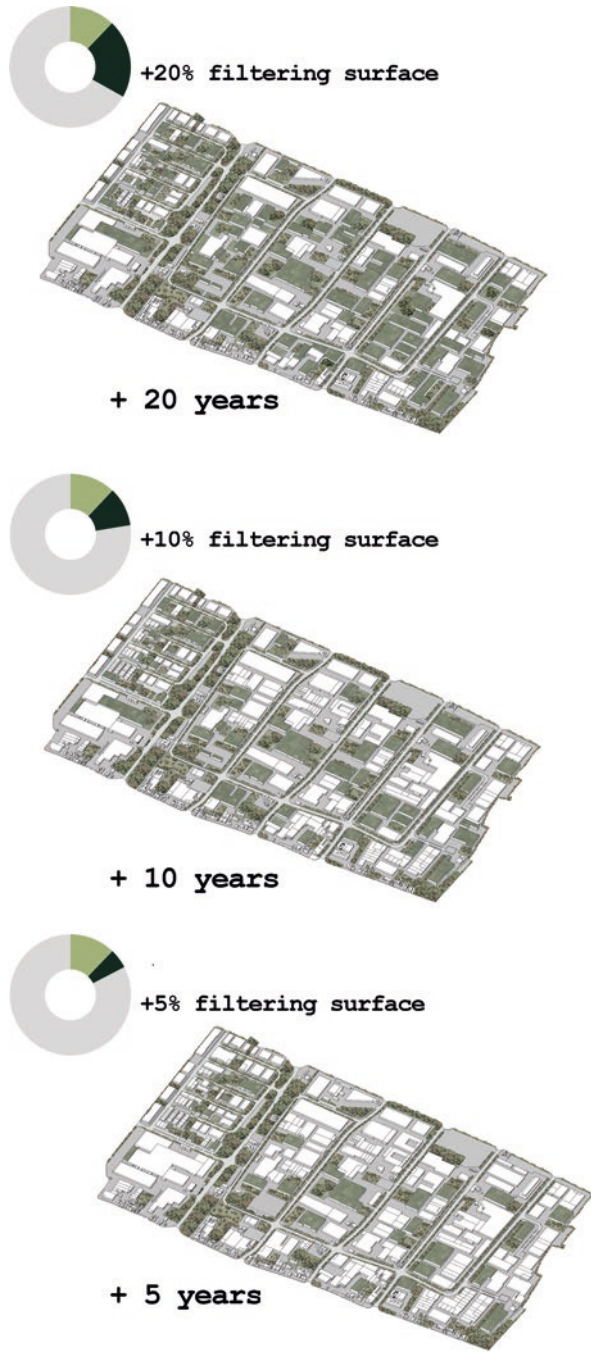 +20% filtering surface
+ 20 years
+10% filtering surface
+ 10 years
+5% filtering surface
+ 5 years